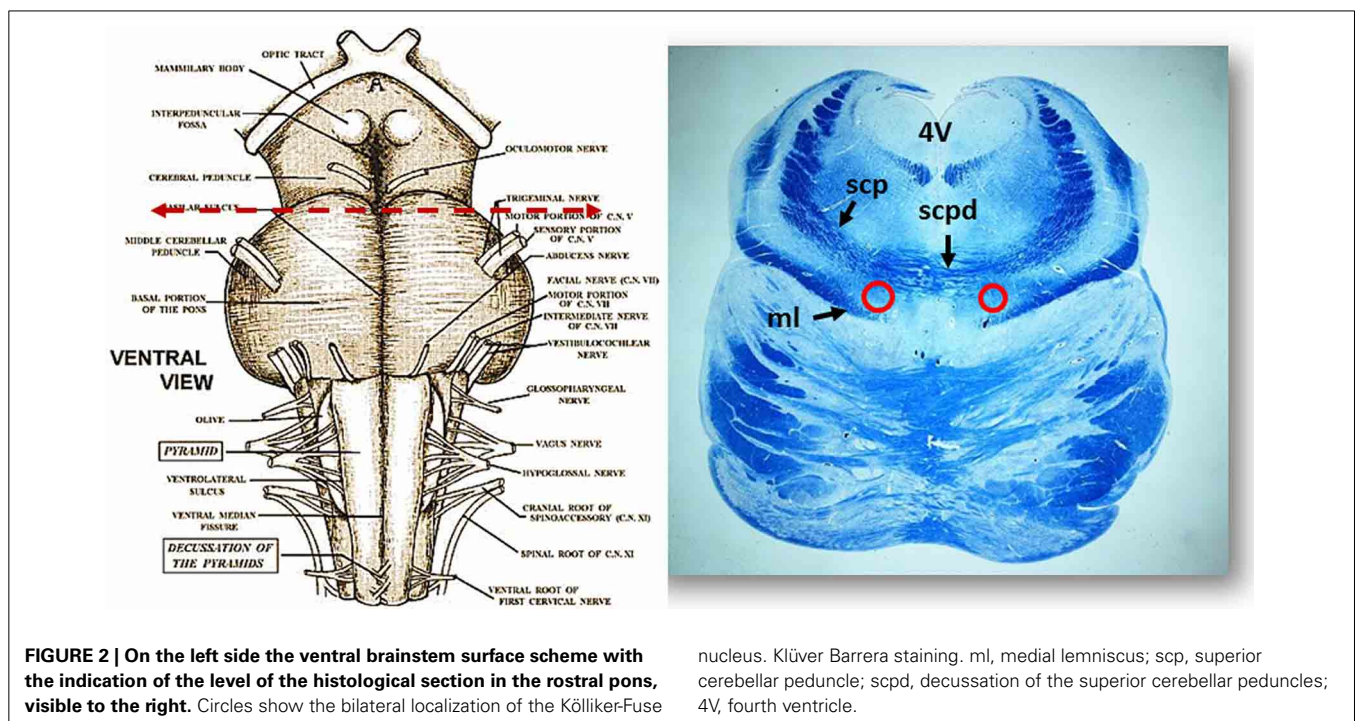 OPTIC TRACT
MAMMILARY BODY
A
INTERPEDUNCULAR
FOSSA
OCULOMOTOR NERVE
CEREBRAL PEDUNCLE
TRIGEMINAL NERVE
BASILAR SULCUS
MOTOR PORTION OF C.N. V
SENSORY PORTION
OF C.N. V
MIDDLE CEREBELLAR
PEDUNCLE
ABDUCENS NERVE
FACIAL NERVE (C.N. VII)
BASAL PORTION
OF THE PONS
MOTOR PORTION
OF C.N. VII
INTERMEDIATE NERVE
OF C.N. VII
VENTRAL
VIEW
VESTIBULOCOCHLEAR
NERVE
GLOSSOPHARYNGEAL
NERVE
OLIVE
PYRAMID
VAGUS NERVE
HYPOGLOSSAL NERVE
VENTROLATERAL
SULCUS
CRANIAL ROOT OF
SPINOACCESSORY (C.N. XI)
VENTRAL MEDIAN
FISSURE
SPINAL ROOT OF C.N. XI
DECUSSATION OF
THE PYRAMIDS
VENTRAL ROOT OF
FIRST CERVICAL NERVE
4V
scp
scpd
ml
FIGURE 2 | On the left side the ventral brainstem surface scheme with
the indication of the level of the histological section in the rostral pons,
visible to the right. Circles show the bilateral localization of the Kölliker-Fuse
nucleus. Klüver Barrera staining. ml, medial lemniscus; scp, superior
cerebellar peduncle; scpd, decussation of the superior cerebellar peduncles;
4V, fourth ventricle.